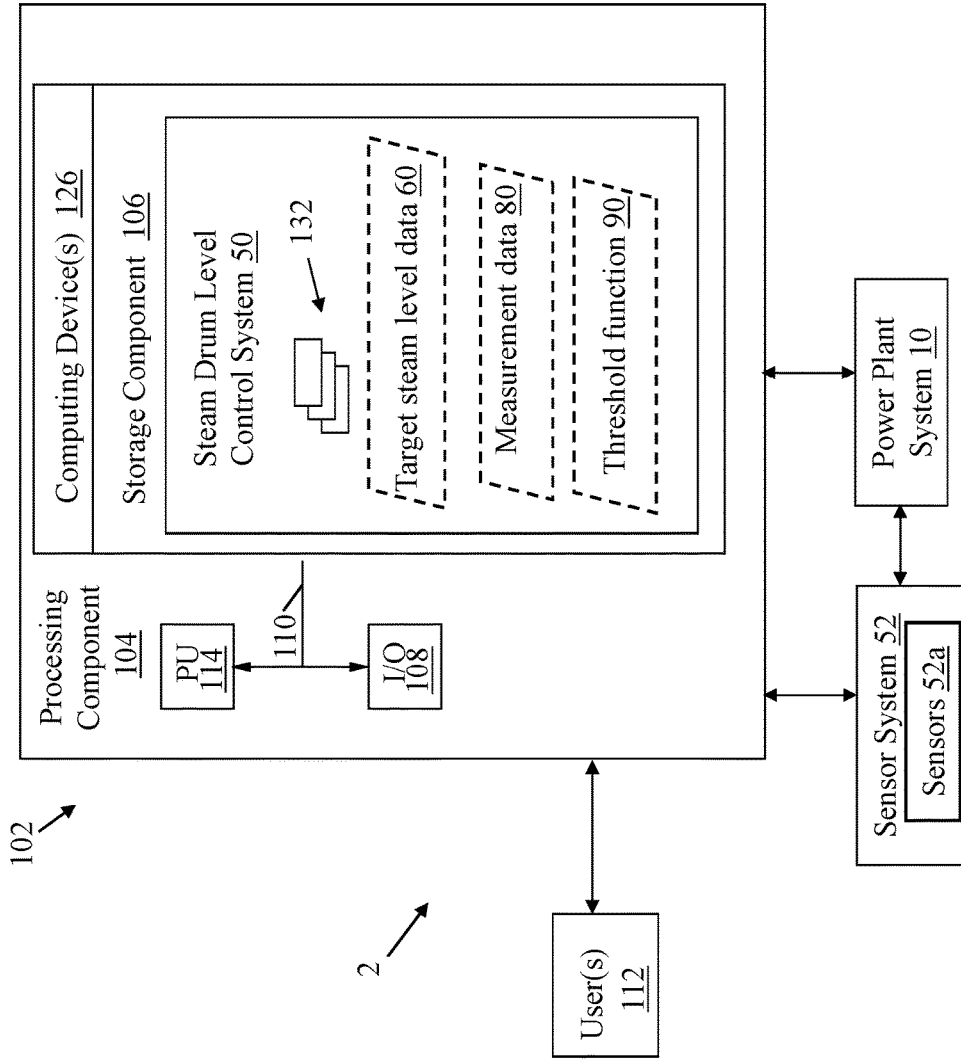 102
Processing
Component
104
Computing Device(s) 126
Storage Component 106
PU
114
110
I/O
108
Steam Drum Level
Control System 50
132
Target steam level data 60
Measurement data 80
Threshold function 90
2
User(s)
112
Sensor System 52
Sensors 52a
Power Plant
System 10